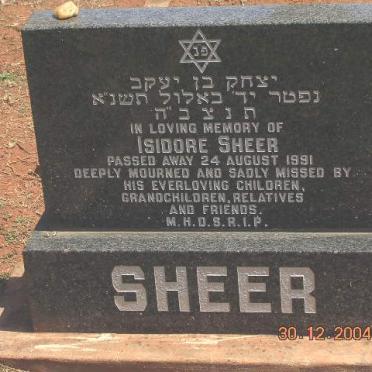 פנ
יצחק בן יעקב
נפטר יד' באלול תשנ"א
ת נ צ ב "ה
IN LOVING MEMORY OF
ISIDORE SHEER
PASSED AWAY 24 AUGUST 1991
DEEPLY MOURNED AND SADLY MISSED BY
HIS EVERLOVING CHILDREN,
GRANDCHILDREN, RELATIVES
AND FRIENDS.
M.H.D.S.R.I.P.
SHEER
30.12.2004